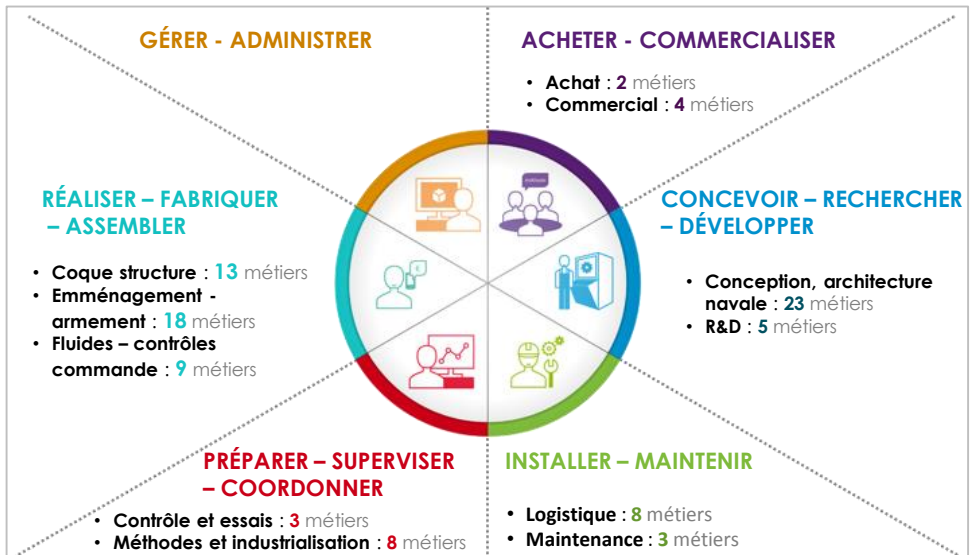 GÉRER - ADMINISTRER
ACHETER - COMMERCIALISER
• Achat : 2 métiers
• Commercial : 4 métiers
RÉALISER – FABRIQUER
– ASSEMBLER
• Coque structure : 13 métiers
• Emménagement -
armement : 18 métiers
• Fluides – contrôles
commande : 9 métiers
CONCEVOIR – RECHERCHER
– DÉVELOPPER
• Conception, architecture
navale : 23 métiers
• R&D : 5 métiers
PRÉPARER – SUPERVISER
– COORDONNER
• Contrôle et essais : 3 métiers
• Méthodes et industrialisation : 8 métiers
INSTALLER – MAINTENIR
• Logistique : 8 métiers
• Maintenance : 3 métiers